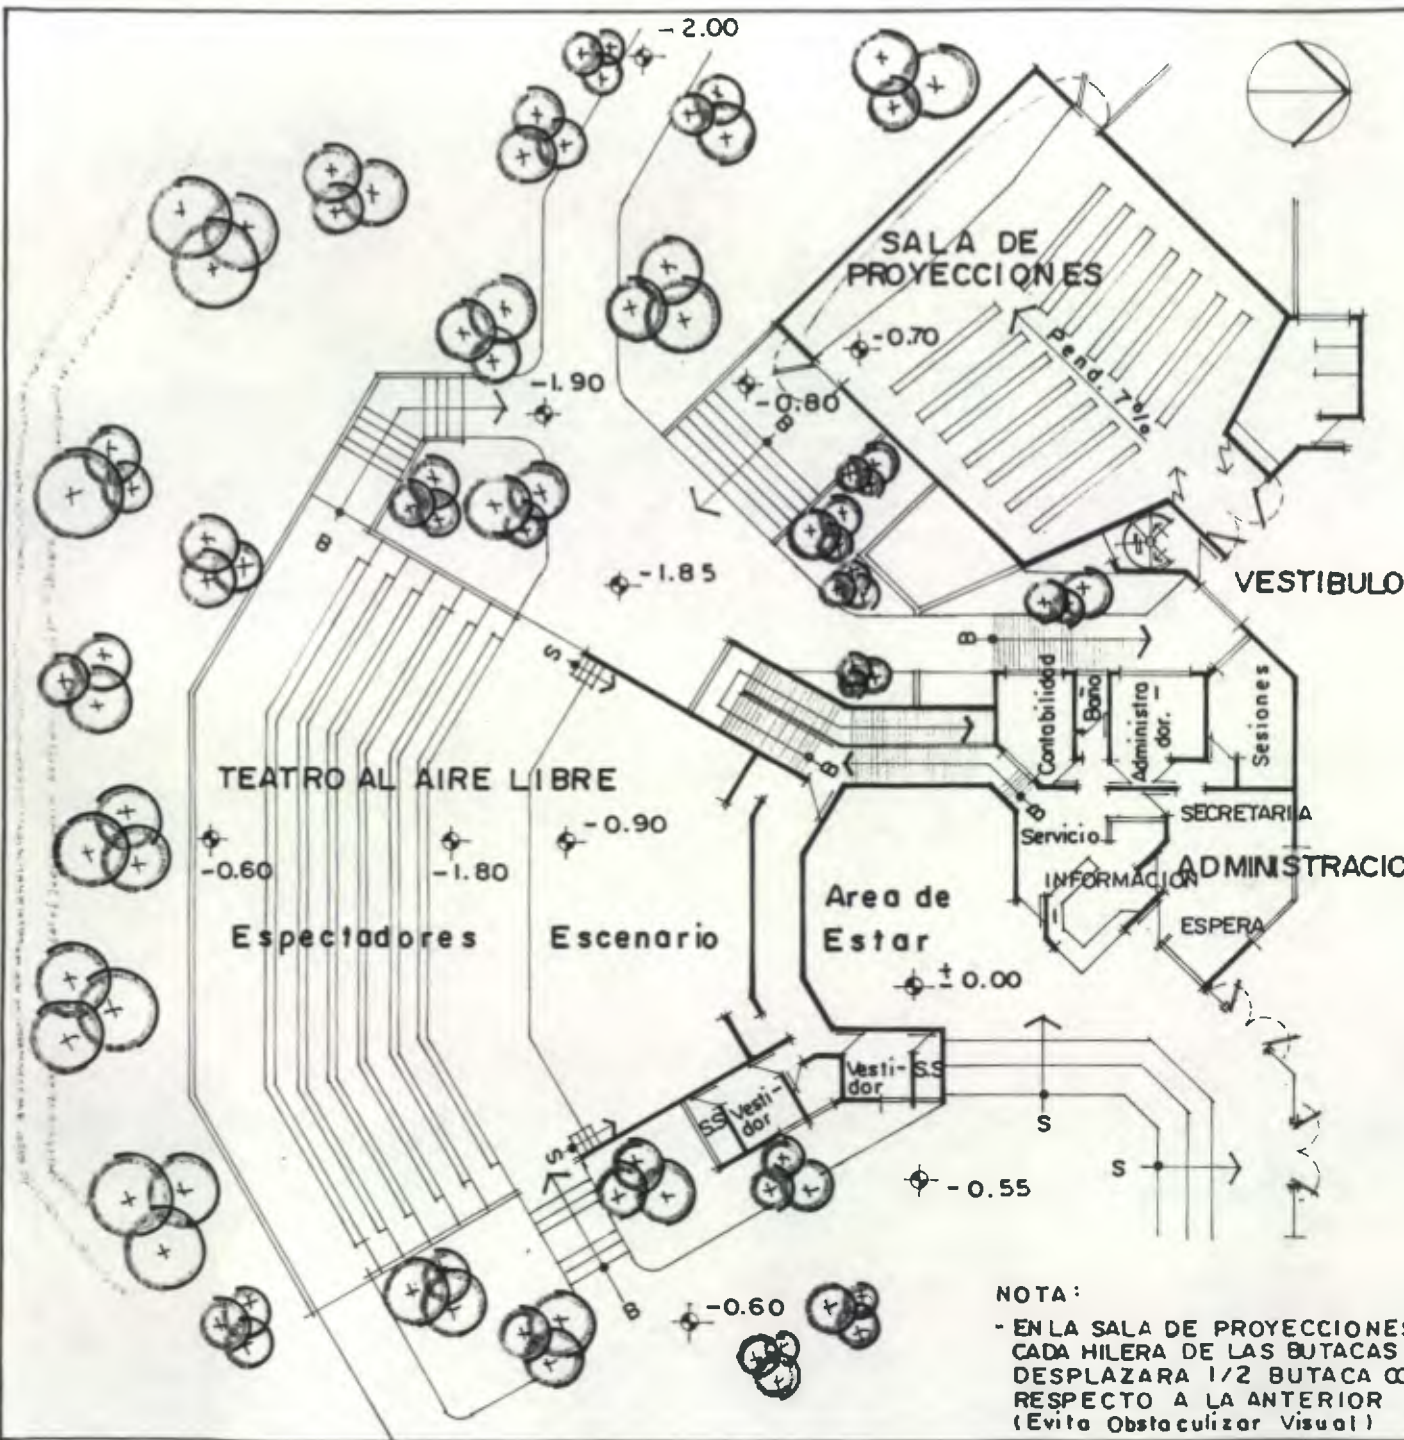 -2.00
SALA DE
PROYECCIONES
-0.70
Pend. 7%
-1.90
-0.80
B
B
-1.85
VESTIBULO
B
S
Contabilidad
Baño
Administra-
dor.
Sesiones
B
B
TEATRO AL AIRE LIBRE
-0.60
-1.80
-0.90
SECRETARIA
Servicio
INFORMACION
ADMINISTRACIO
ESPERA
Espectadores
Escenario
Area de
Estar
± 0.00
Vesti-
dor
S.S
S.S
Vesti-
dor
S
S
S
-0.55
B
-0.60
NOTA:
- EN LA SALA DE PROYECCIONES
CADA HILERA DE LAS BUTACAS
DESPLAZARA 1/2 BUTACA CO
RESPECTO A LA ANTERIOR
(Evita Obstaculizar Visual)